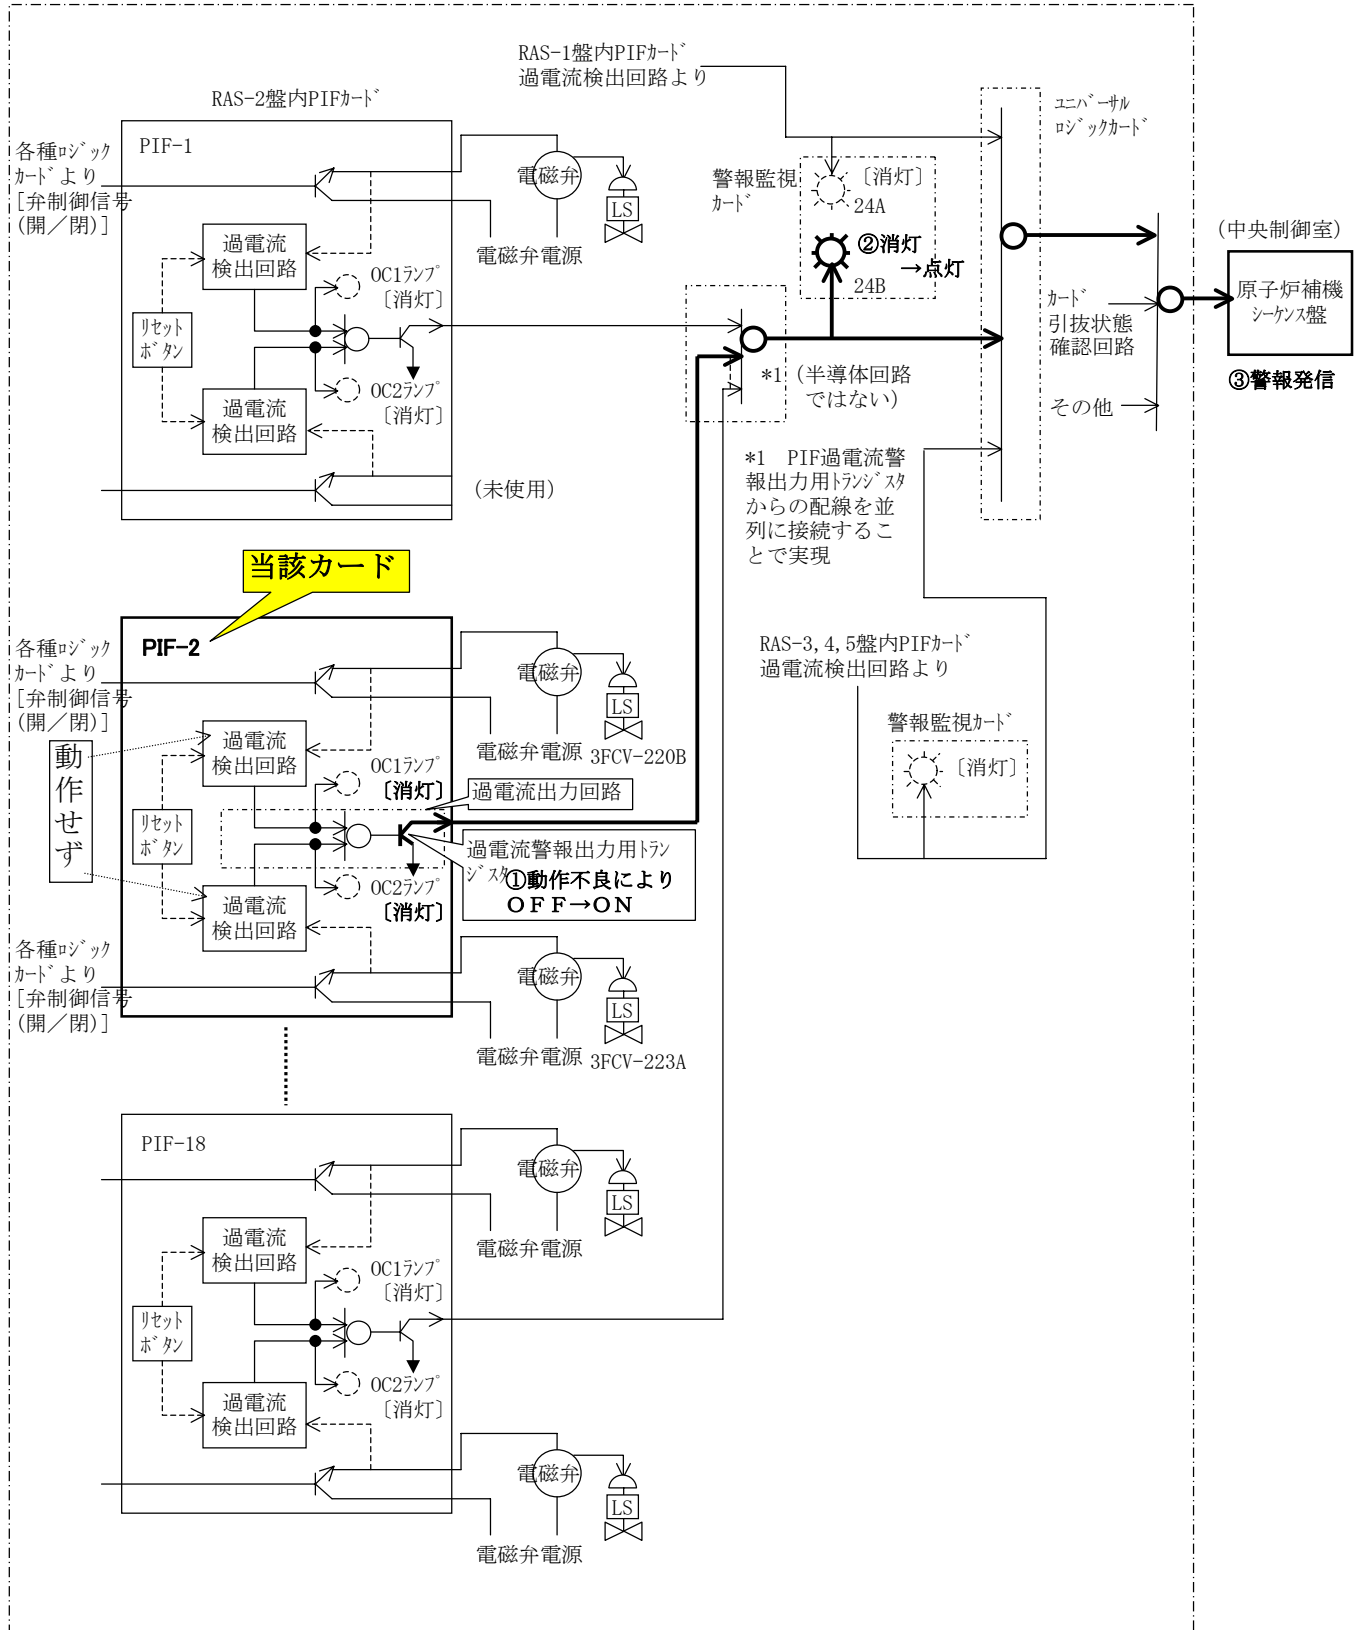 RAS-1盤内PIFｶｰﾄﾞ
過電流検出回路より
RAS-2盤内PIFｶｰﾄﾞ
PIF-1
各種ﾛｼﾞｯｸ
ｶｰﾄﾞより
[弁制御信号
(開／閉)]
過電流
検出回路
ﾘｾｯﾄ
ﾎﾞﾀﾝ
過電流
検出回路
OC1ﾗﾝﾌﾟ
〔消灯〕
OC2ﾗﾝﾌﾟ
〔消灯〕
電磁弁
LS
電磁弁電源
(未使用)
警報監視
ｶｰﾄﾞ
〔消灯〕
24A
②消灯
→点灯
24B
ﾕﾆﾊﾞｰｻﾙ
ﾛｼﾞｯｸｶｰﾄﾞ
*1 (半導体回路
ではない)
*1 PIF過電流警
報出力用ﾄﾗﾝｼﾞｽﾀ
からの配線を並
列に接続するこ
とで実現
ｶｰﾄﾞ
引抜状態
確認回路
その他
(中央制御室)
原子炉補機
ｼｰｹﾝｽ盤
③警報発信
当該カード
PIF-2
各種ﾛｼﾞｯｸ
ｶｰﾄﾞより
[弁制御信号
(開／閉)]
動作せず
過電流
検出回路
ﾘｾｯﾄ
ﾎﾞﾀﾝ
過電流
検出回路
OC1ﾗﾝﾌﾟ
〔消灯〕
OC2ﾗﾝﾌﾟ
〔消灯〕
電磁弁
LS
電磁弁電源
3FCV-220B
過電流出力回路
過電流警報出力用ﾄﾗﾝ
ｼﾞｽﾀ
①動作不良により
ＯＦＦ→ＯＮ
各種ﾛｼﾞｯｸ
ｶｰﾄﾞより
[弁制御信号
(開／閉)]
電磁弁
LS
電磁弁電源
3FCV-223A
RAS-3,4,5盤内PIFｶｰﾄﾞ
過電流検出回路より
警報監視ｶｰﾄﾞ
〔消灯〕
PIF-18
過電流
検出回路
ﾘｾｯﾄ
ﾎﾞﾀﾝ
過電流
検出回路
OC1ﾗﾝﾌﾟ
〔消灯〕
OC2ﾗﾝﾌﾟ
〔消灯〕
電磁弁
LS
電磁弁電源
電磁弁
LS
電磁弁電源